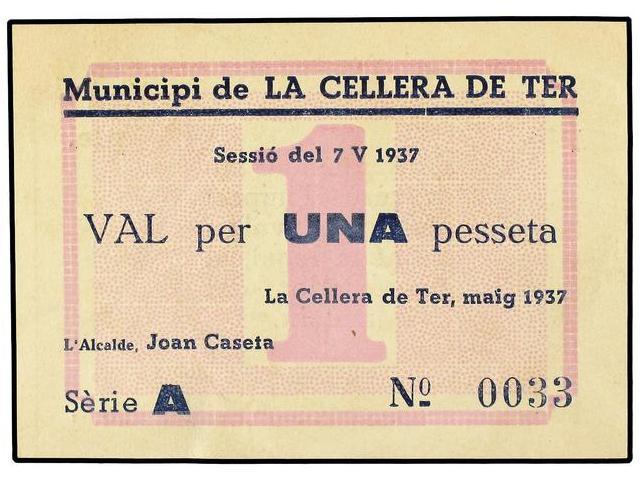 Municipi de LA CELLERA DE TER
Sessió del 7 V 1937
1
VAL per UNA pesseta
La Cellera de Ter, maig 1937
L'Alcalde, Joan Caseta
Sèrie A Nº 0033